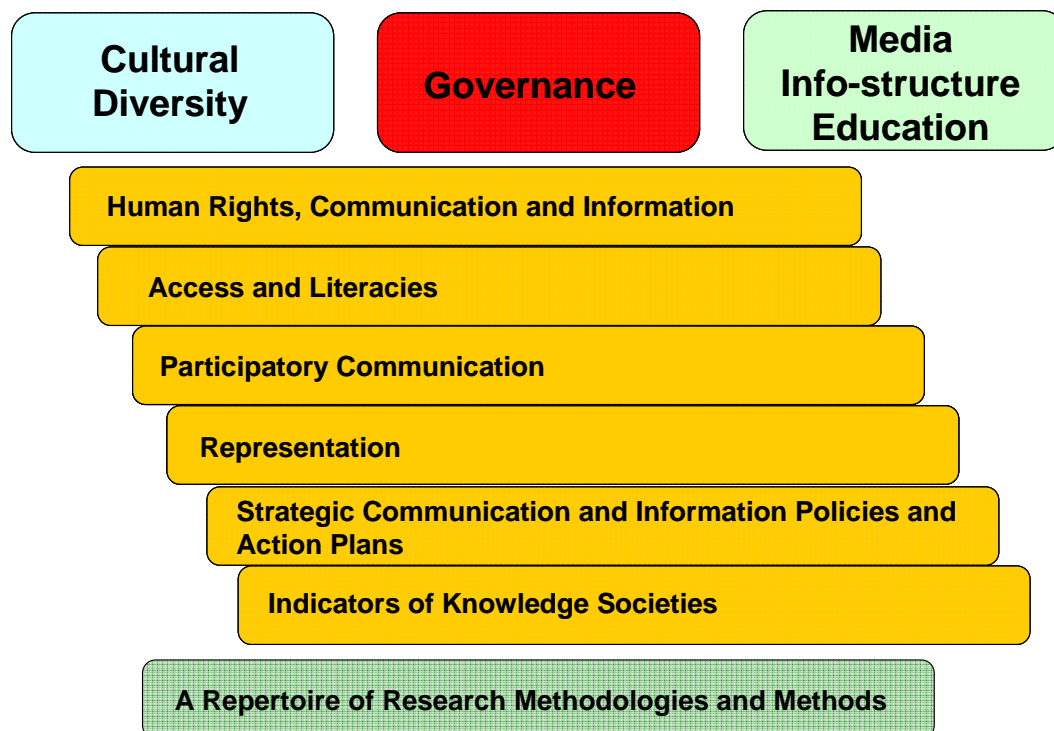 Cultural
Diversity
Governance
Media
Info-structure
Education
Human Rights, Communication and Information
Access and Literacies
Participatory Communication
Representation
Strategic Communication and Information Policies and
Action Plans
Indicators of Knowledge Societies
A Repertoire of Research Methodologies and Methods